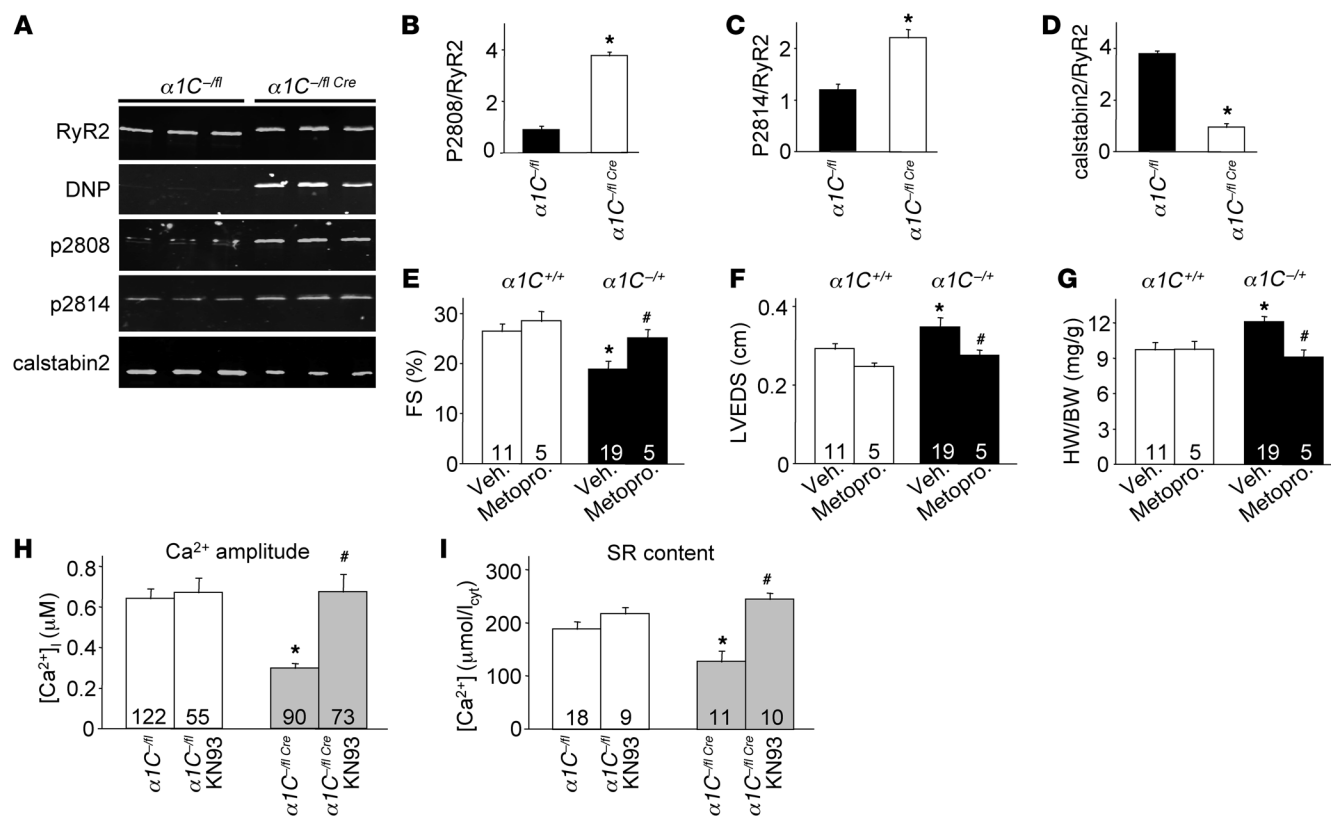 A
α1C−/fl
α1C−/fl Cre
RyR2
DNP
p2808
p2814
calstabin2
B
P2808/RyR2
4
2
0
*
α1C−/fl
α1C−/fl Cre
C
P2814/RyR2
2
1
0
*
α1C−/fl
α1C−/fl Cre
D
calstabin2/RyR2
4
2
0
*
α1C−/fl
α1C−/fl Cre
E
α1C+/+
α1C−/+
FS (%)
30
20
10
0
*
#
11 5 19 5
Veh.
Metopro.
Veh.
Metopro.
F
α1C+/+
α1C−/+
LVEDS (cm)
0.4
0.2
0
*
#
11 5 19 5
Veh.
Metopro.
Veh.
Metopro.
G
α1C+/+
α1C−/+
HW/BW (mg/g)
12
9
6
3
0
*
#
11 5 19 5
Veh.
Metopro.
Veh.
Metopro.
H
Ca2+ amplitude
[Ca2+]I (μM)
0.8
0.6
0.4
0.2
0
*
#
122 55 90 73
α1C−/fl
α1C−/fl
KN93
α1C−/fl Cre
α1C−/fl Cre
KN93
I
SR content
[Ca2+] (μmol/lcyt)
300
200
100
0
*
#
18 9 11 10
α1C−/fl
α1C−/fl
KN93
α1C−/fl Cre
α1C−/fl Cre
KN93